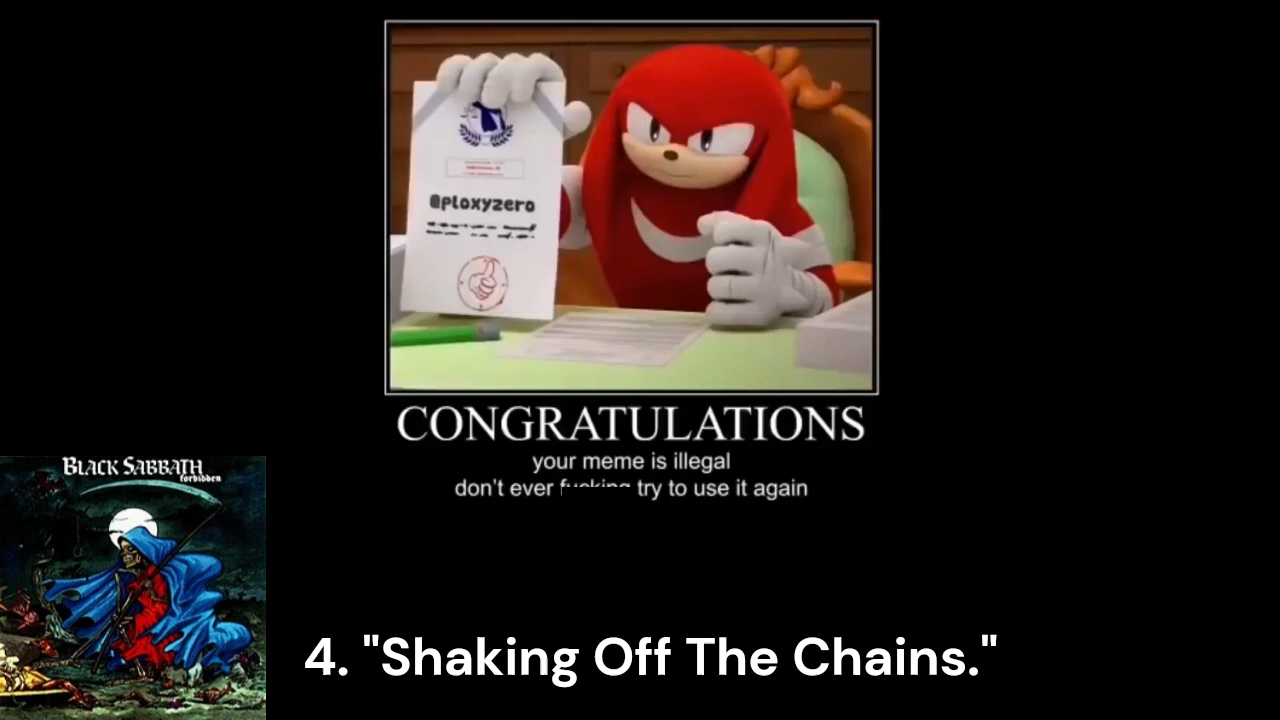 @ploxyzero
CONGRATULATIONS
your meme is illegal
don't ever fucking try to use it again
BLACK SABBATH
forbidden
4. "Shaking Off The Chains."